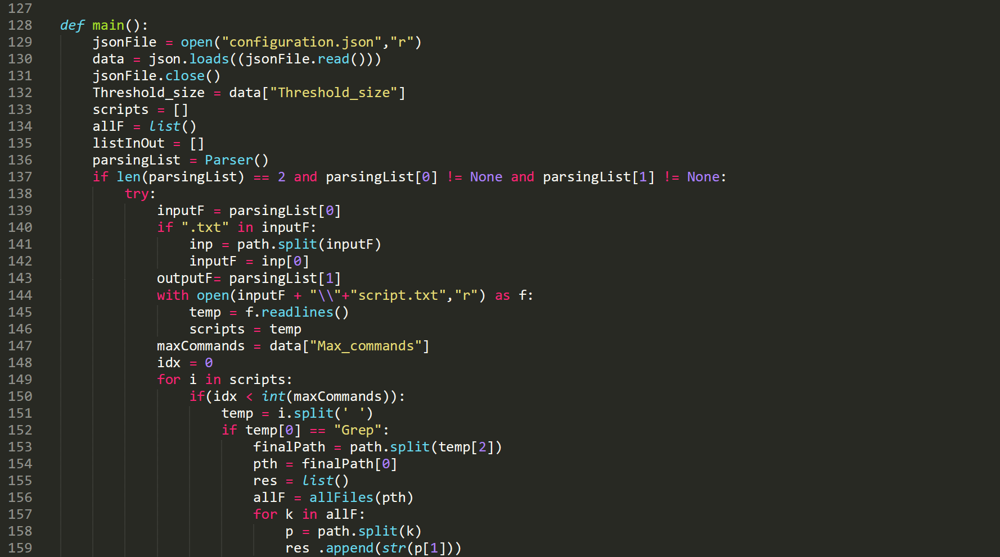 127
128 def main():
129 jsonFile = open("configuration.json","r")
130 data = json.loads((jsonFile.read()))
131 jsonFile.close()
132 Threshold_size = data["Threshold_size"]
133 scripts = []
134 allF = list()
135 listInOut = []
136 parsingList = Parser()
137 if len(parsingList) == 2 and parsingList[0] != None and parsingList[1] != None:
138 try:
139 inputF = parsingList[0]
140 if ".txt" in inputF:
141 inp = path.split(inputF)
142 inputF = inp[0]
143 outputF= parsingList[1]
144 with open(inputF + "\\"+"script.txt","r") as f:
145 temp = f.readlines()
146 scripts = temp
147 maxCommands = data["Max_commands"]
148 idx = 0
149 for i in scripts:
150 if(idx < int(maxCommands)):
151 temp = i.split(' ')
152 if temp[0] == "Grep":
153 finalPath = path.split(temp[2])
154 pth = finalPath[0]
155 res = list()
156 allF = allFiles(pth)
157 for k in allF:
158 p = path.split(k)
159 res .append(str(p[1]))